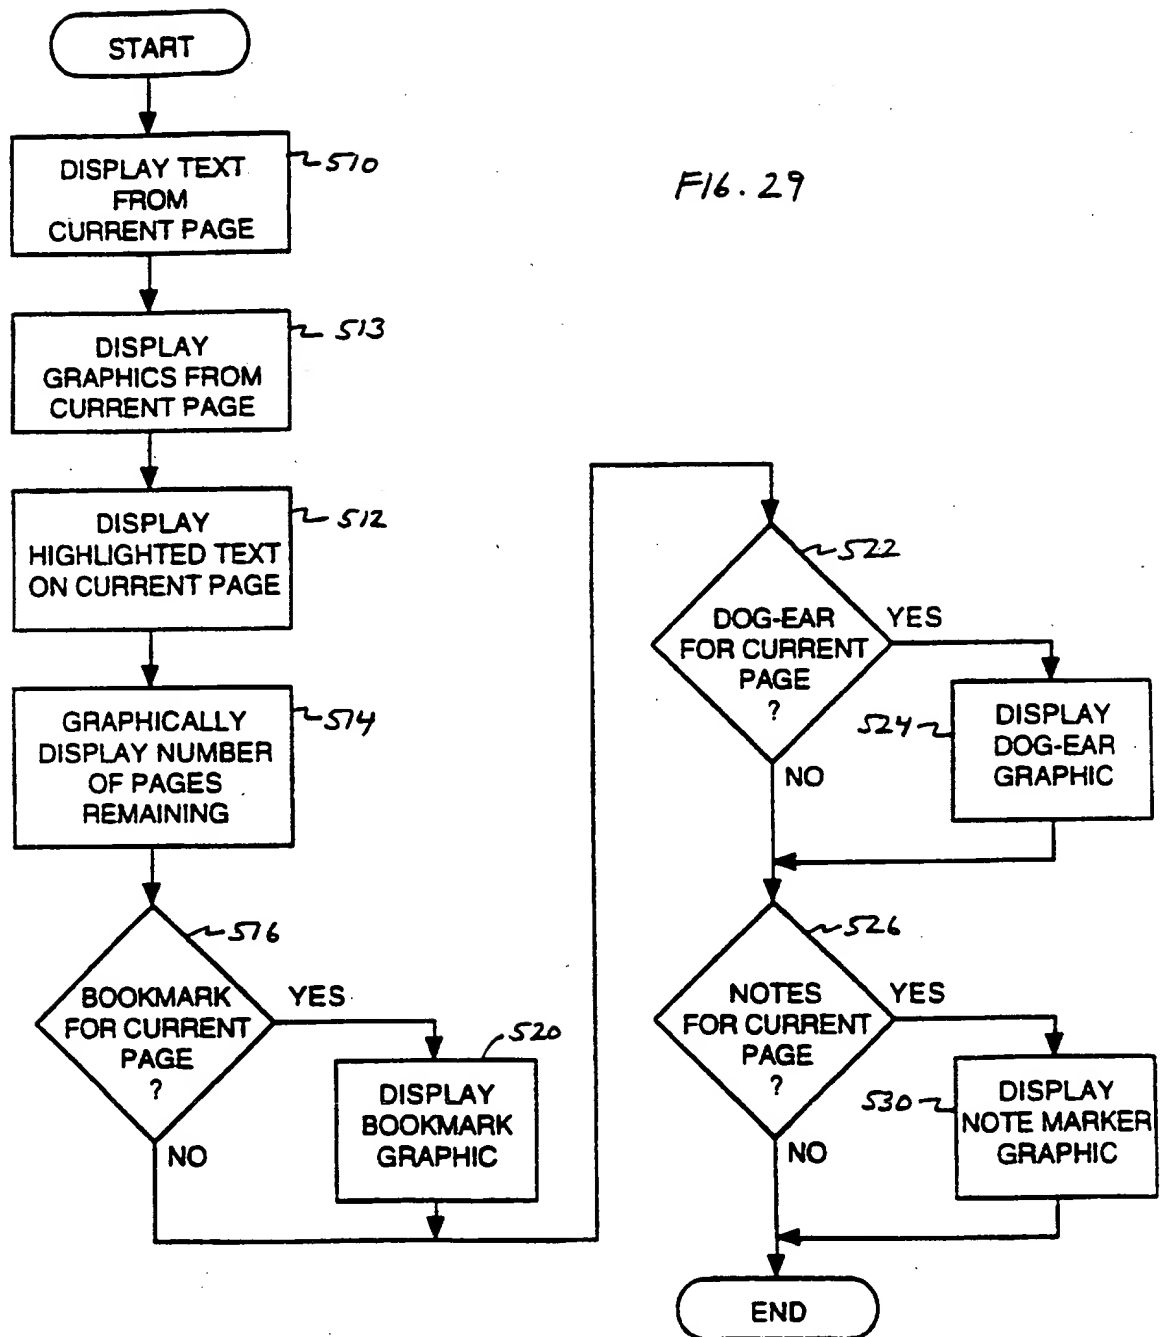 START
DISPLAY TEXT
FROM
CURRENT PAGE
510
FIG. 29
DISPLAY
GRAPHICS FROM
CURRENT PAGE
513
DISPLAY
HIGHLIGHTED TEXT
ON CURRENT PAGE
512
GRAPHICALLY
DISPLAY NUMBER
OF PAGES
REMAINING
514
BOOKMARK
FOR CURRENT
PAGE
?
516
YES
NO
DISPLAY
BOOKMARK
GRAPHIC
520
DOG-EAR
FOR CURRENT
PAGE
?
522
YES
NO
DISPLAY
DOG-EAR
GRAPHIC
524
NOTES
FOR CURRENT
PAGE
?
526
YES
NO
DISPLAY
NOTE MARKER
GRAPHIC
530
END